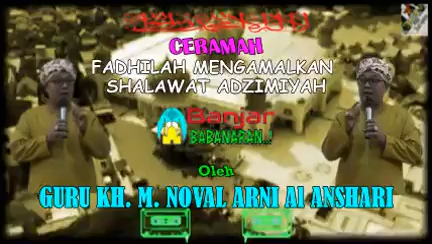 CERAMAH
FADHILAH MENGAMALKAN
SHALAWAT ADZIMIYAH
Banjar
BABANARAN..!
Oleh
GURU KH. M. NOVAL ARNI Al ANSHARI